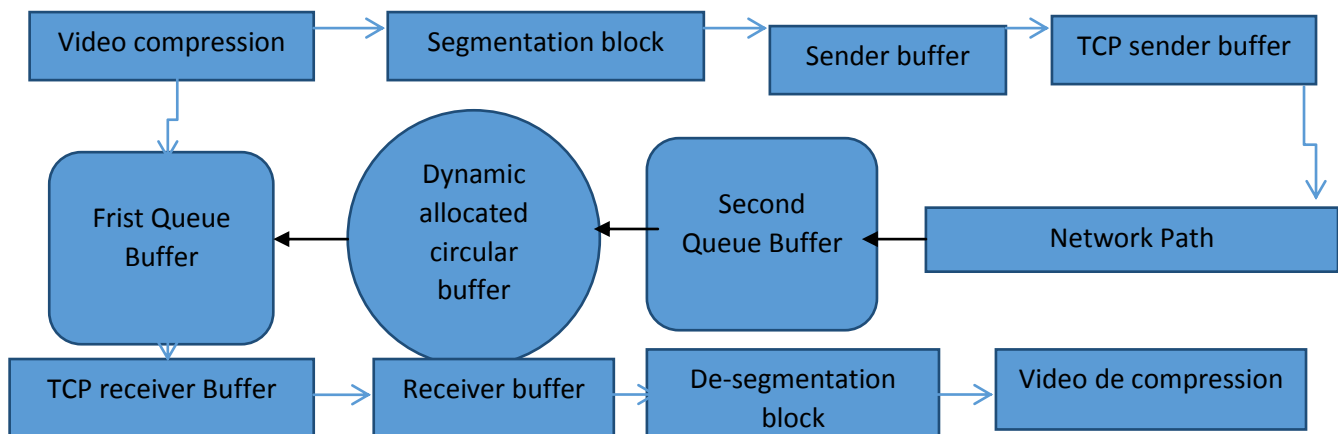 Video compression
Segmentation block
Sender buffer
TCP sender buffer
Frist Queue
Buffer
Dynamic
allocated
circular
buffer
Second
Queue Buffer
Network Path
TCP receiver Buffer
Receiver buffer
De-segmentation
block
Video de compression